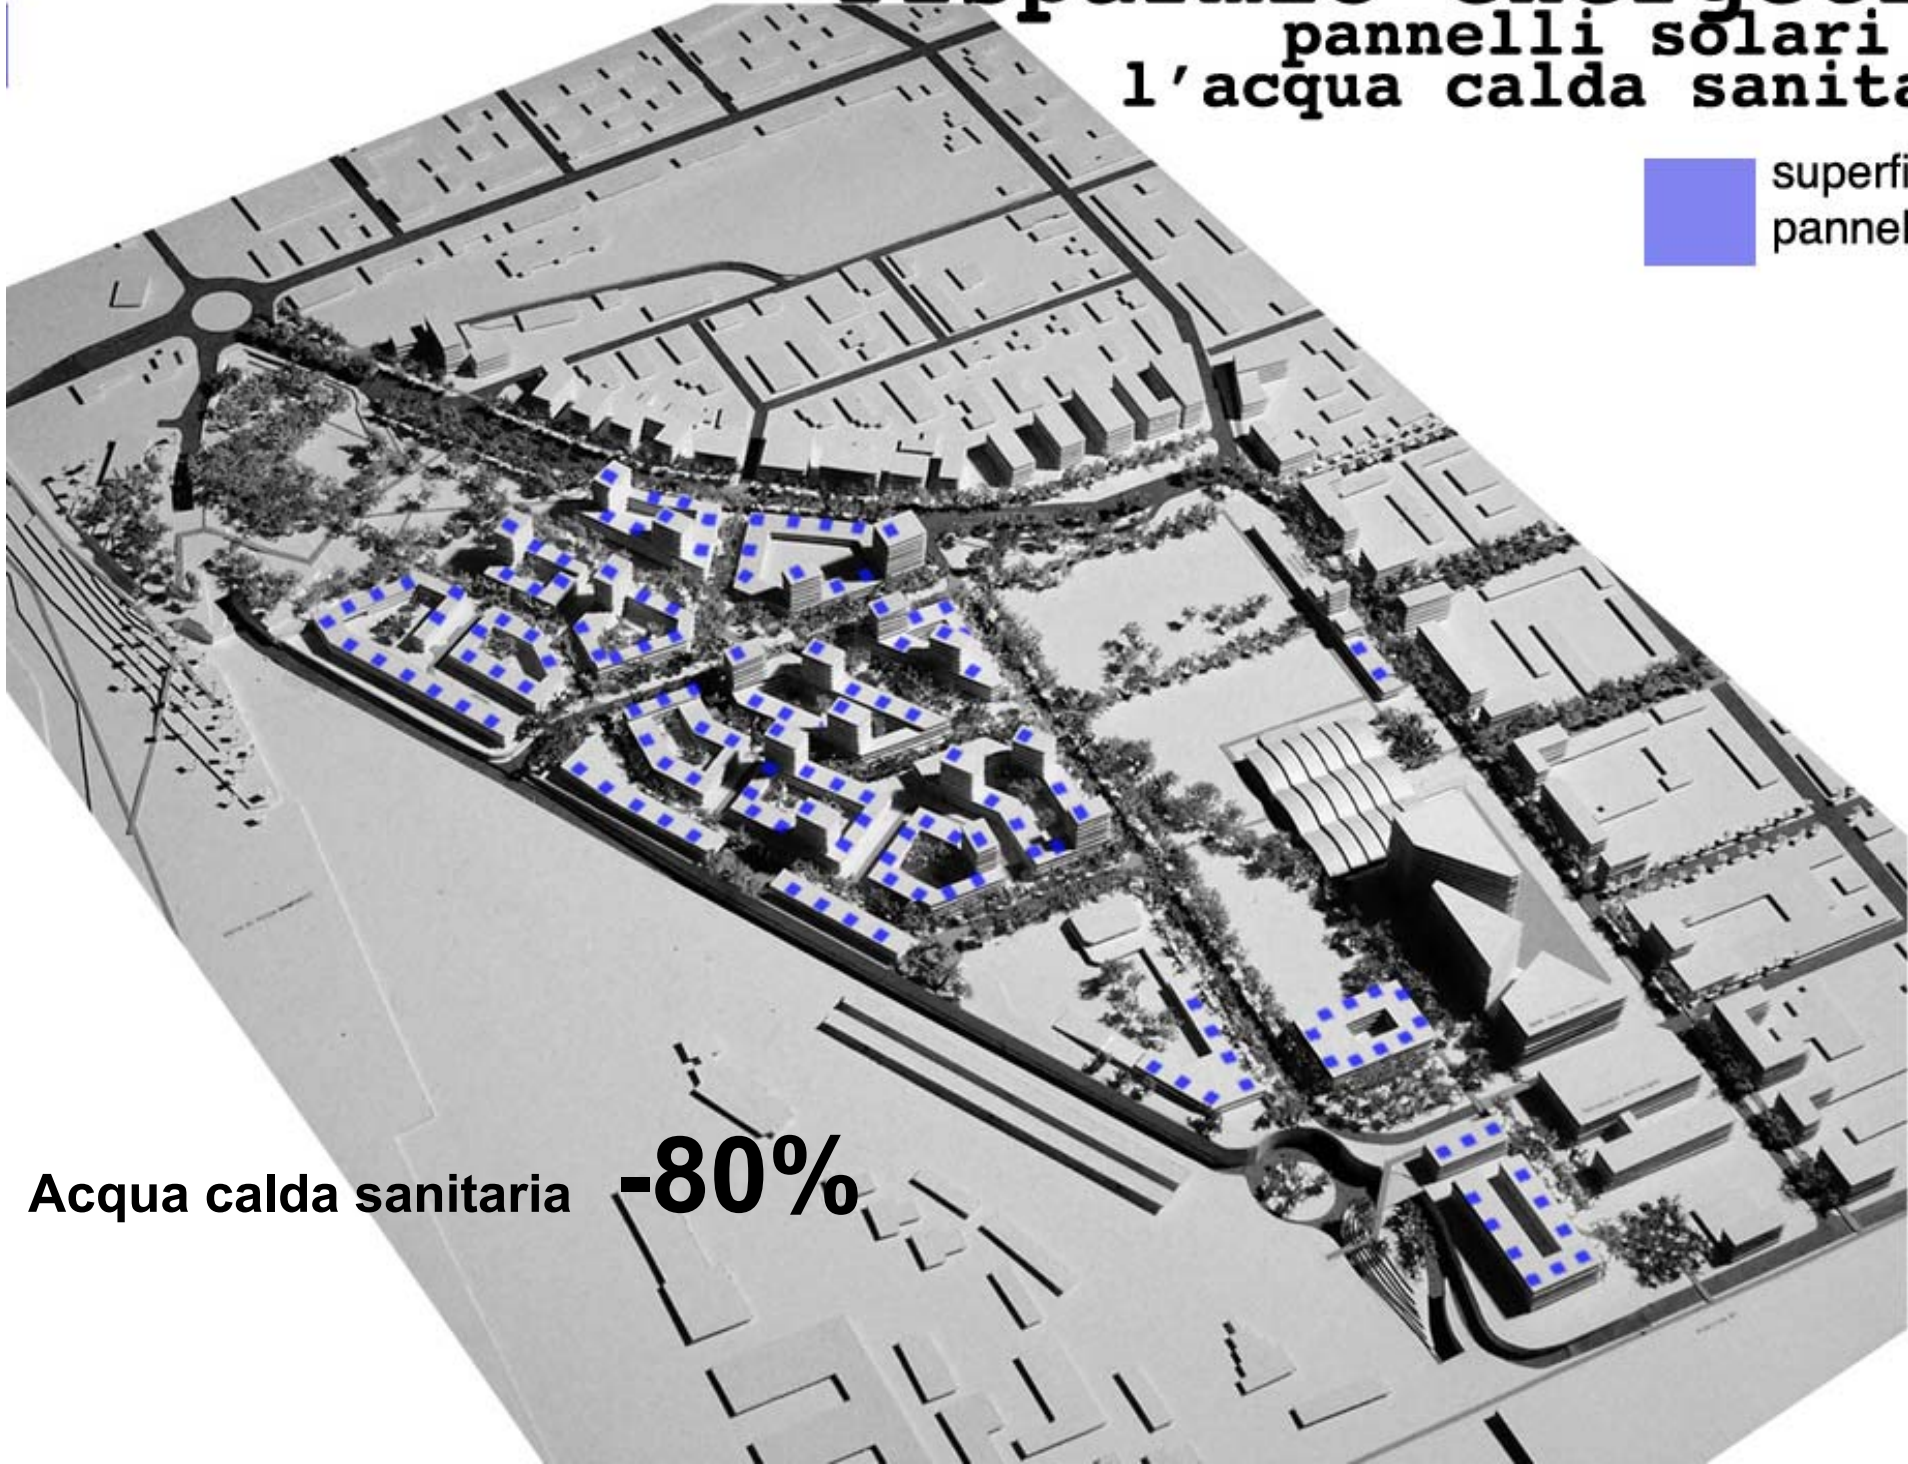 pannelli solari
l'acqua calda sanita
superfi
pannel
Acqua calda sanitaria -80%